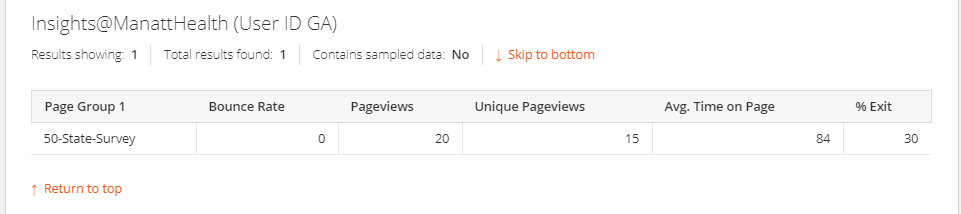 Insights@ManattHealth (User ID GA)
Results showing: 1 Total results found: 1 Contains sampled data: No ↓ Skip to bottom
Page Group 1 Bounce Rate Pageviews Unique Pageviews Avg. Time on Page % Exit
50-State-Survey 0 20 15 84 30
↑ Return to top